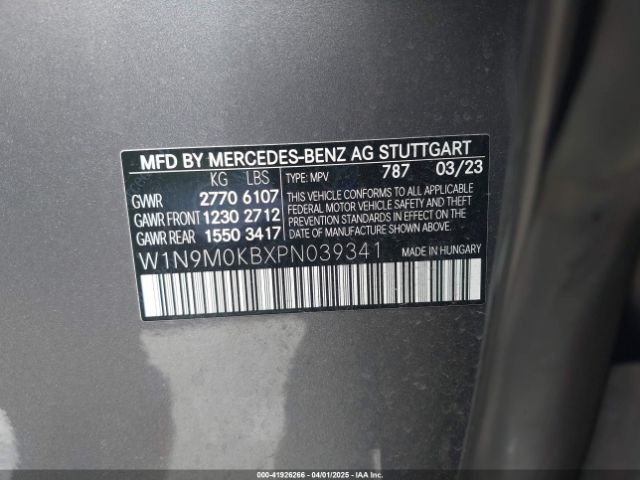 MFD BY MERCEDES-BENZ AG STUTTGART
KG LBS TYPE: MPV 787 03/23
GVWR 2770 6107
GAWR FRONT 1230 2712
GAWR REAR 1550 3417
THIS VEHICLE CONFORMS TO ALL APPLICABLE
FEDERAL MOTOR VEHICLE SAFETY AND THEFT
PREVENTION STANDARDS IN EFFECT ON THE
DATE OF MANUFACTURE SHOWN ABOVE.
W1N9M0KBXPN039341 MADE IN HUNGARY
000-41926266 - 04/01/2025 - IAAI.CA